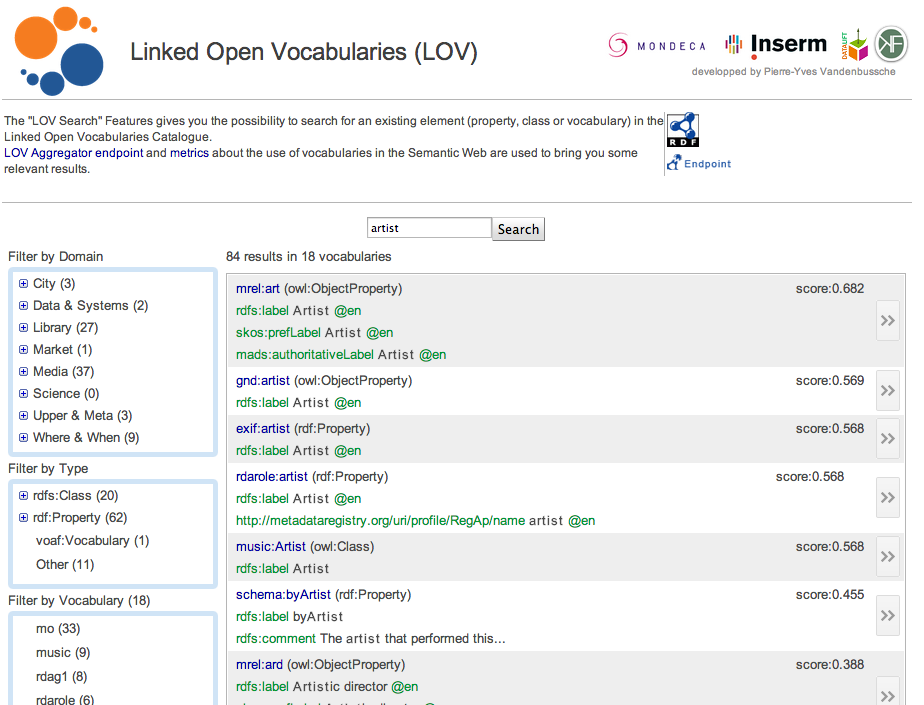 Linked Open Vocabularies (LOV)
MONDECA
Inserm
DATALIFT
developped by Pierre-Yves Vandenbussche
The "LOV Search" Features gives you the possibility to search for an existing element (property, class or vocabulary) in the
Linked Open Vocabularies Catalogue.
LOV Aggregator endpoint and metrics about the use of vocabularies in the Semantic Web are used to bring you some
relevant results.
RDF
Endpoint
artist
Search
Filter by Domain
City (3)
Data & Systems (2)
Library (27)
Market (1)
Media (37)
Science (0)
Upper & Meta (3)
Where & When (9)
Filter by Type
rdfs:Class (20)
rdf:Property (62)
voaf:Vocabulary (1)
Other (11)
Filter by Vocabulary (18)
mo (33)
music (9)
rdag1 (8)
rdarole (6)
84 results in 18 vocabularies
mrel:art (owl:ObjectProperty) score:0.682
rdfs:label Artist @en
skos:prefLabel Artist @en
mads:authoritativeLabel Artist @en
gnd:artist (owl:ObjectProperty) score:0.569
rdfs:label Artist @en
exif:artist (rdf:Property) score:0.568
rdfs:label Artist @en
rdarole:artist (rdf:Property) score:0.568
rdfs:label Artist @en
http://metadataregistry.org/uri/profile/RegAp/name artist @en
music:Artist (owl:Class) score:0.568
rdfs:label Artist
schema:byArtist (rdf:Property) score:0.455
rdfs:label byArtist
rdfs:comment The artist that performed this...
mrel:ard (owl:ObjectProperty) score:0.388
rdfs:label Artistic director @en